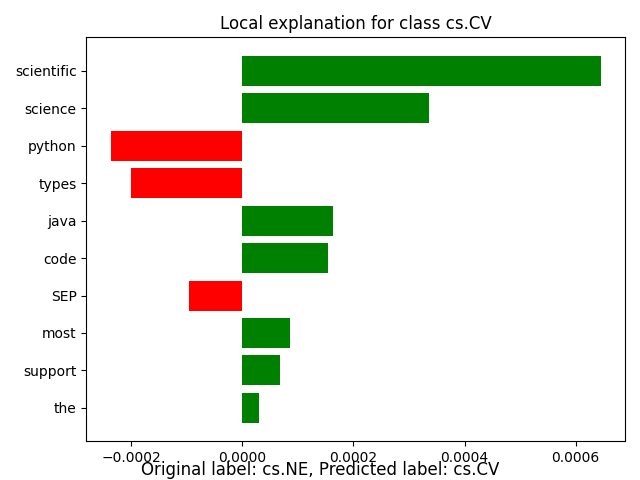 Local explanation for class cs.CV
scientific
science
python
types
java
code
SEP
most
support
the
−0.0002 0.0000 0.0002 0.0004 0.0006
Original label: cs.NE, Predicted label: cs.CV